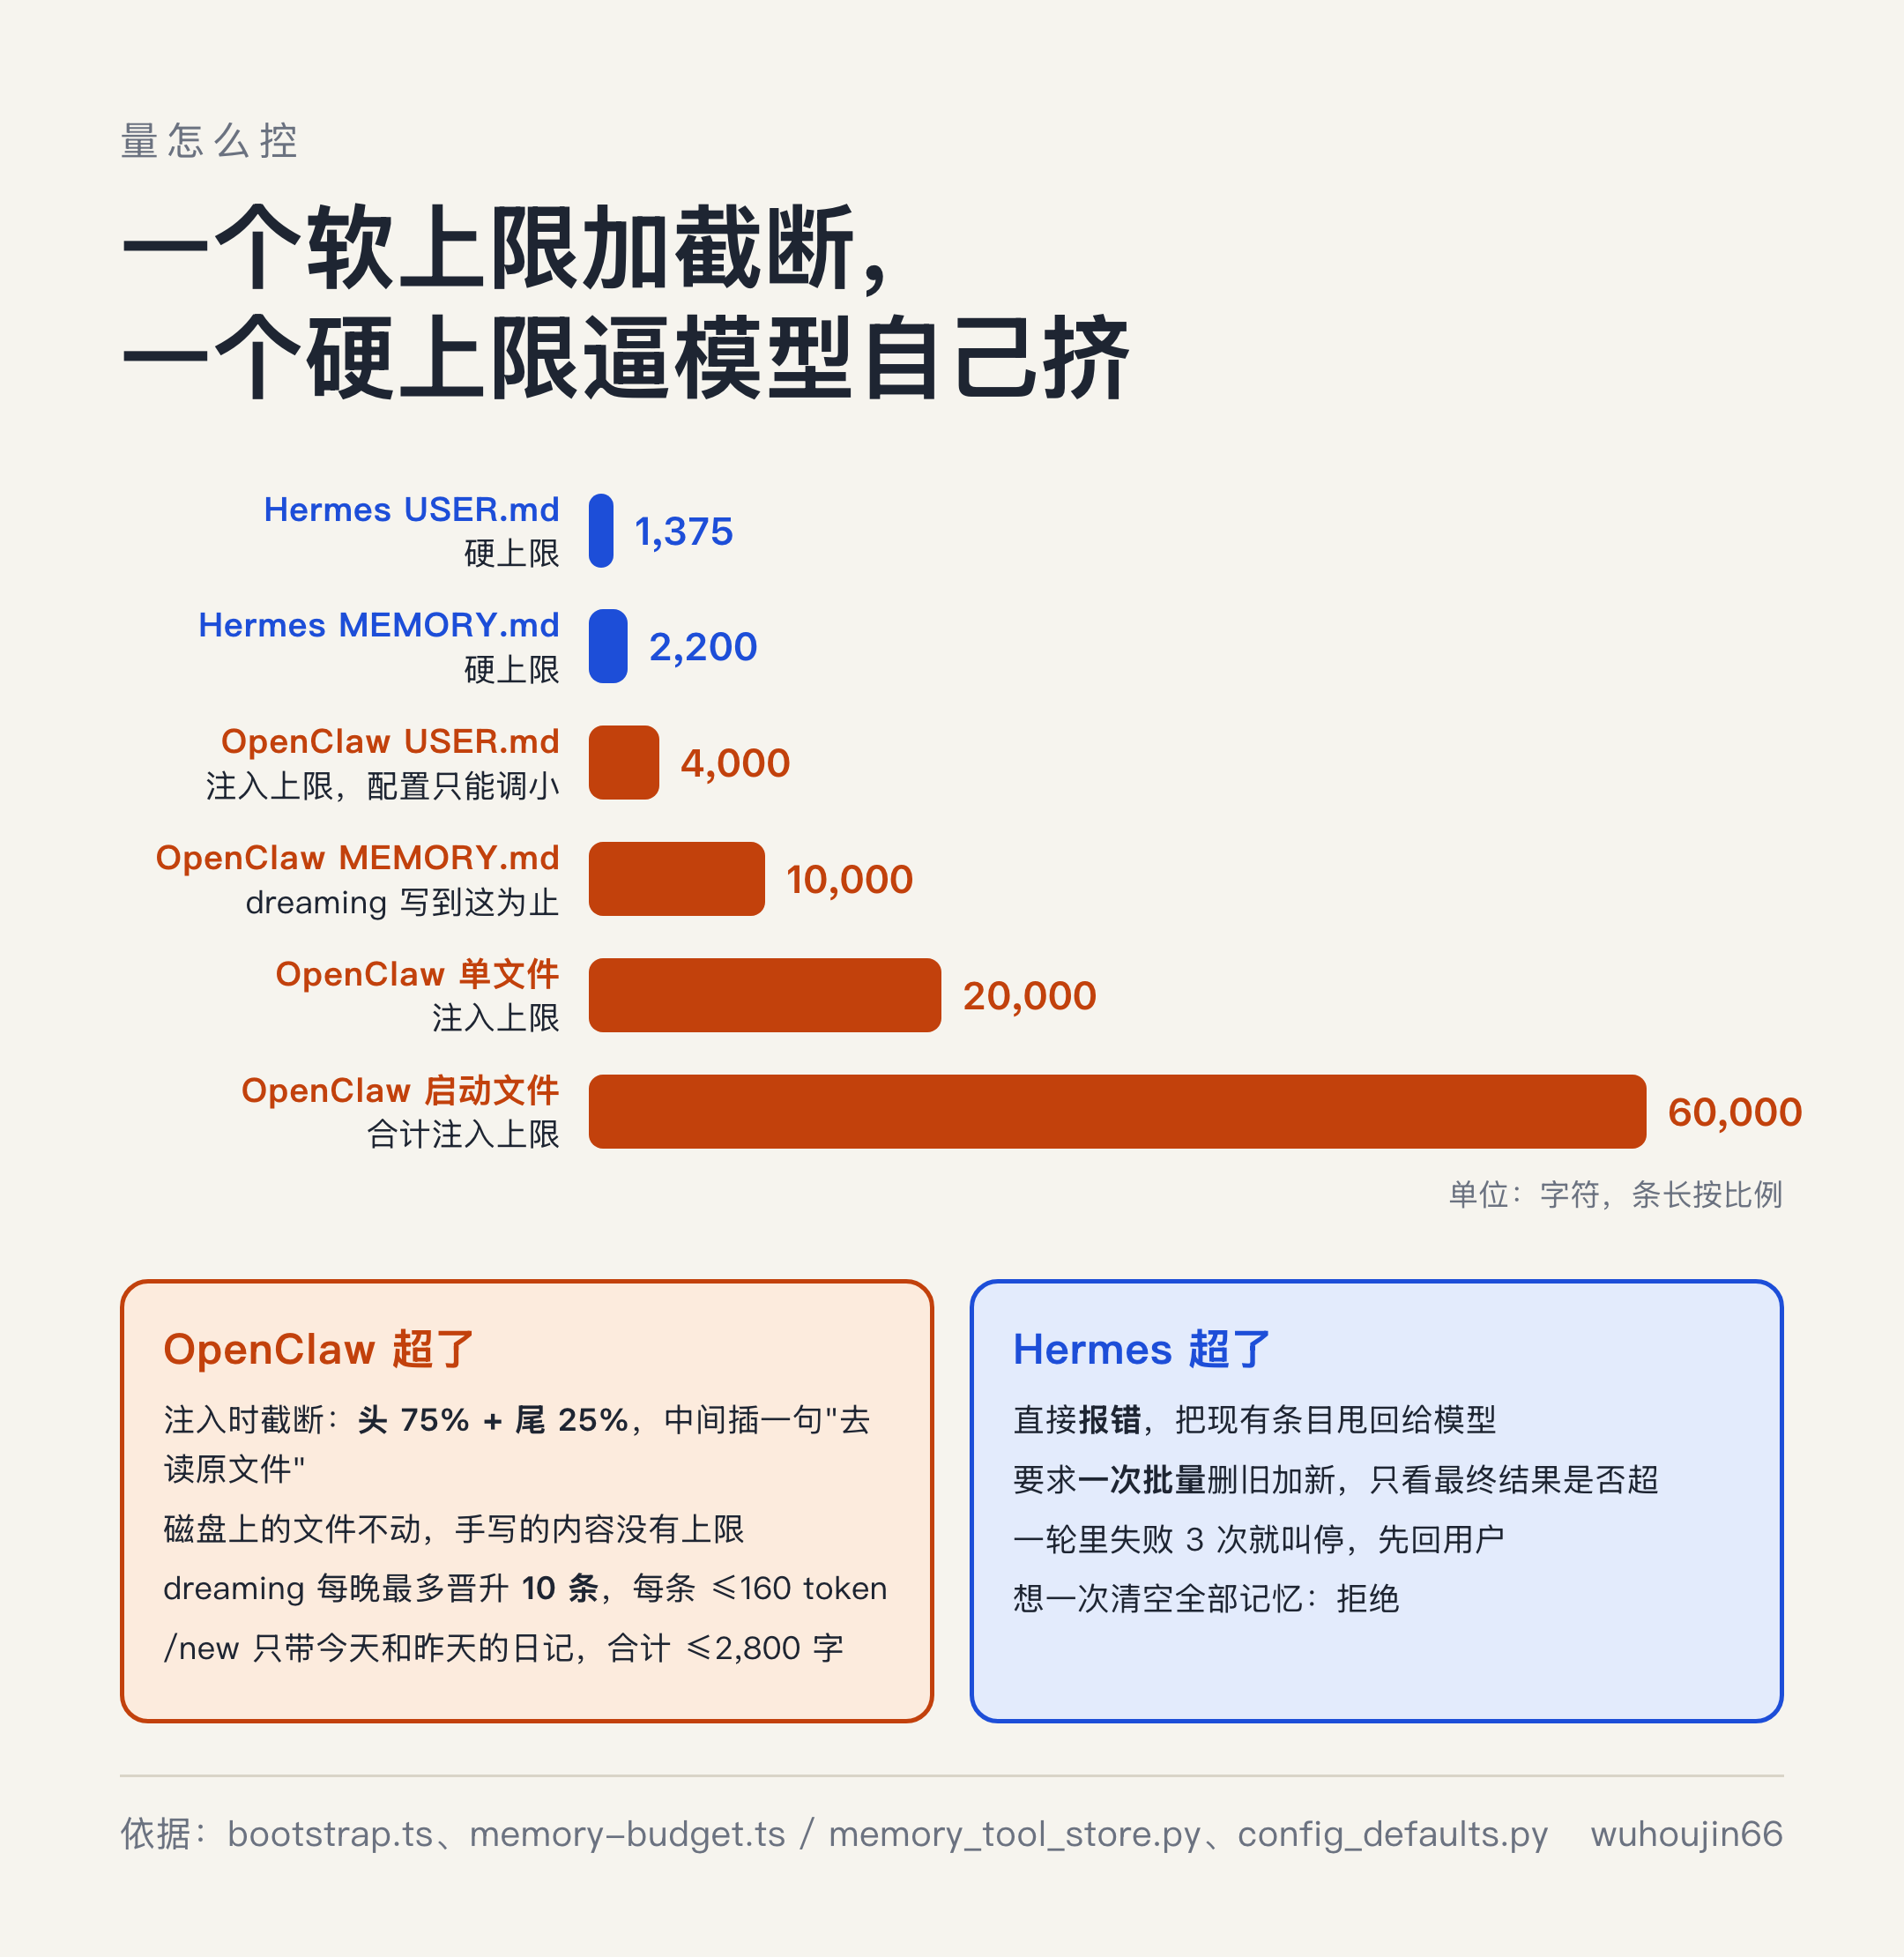 量怎么控
一个软上限加截断，
一个硬上限逼模型自己挤
Hermes USER.md
硬上限
1,375
Hermes MEMORY.md
硬上限
2,200
OpenClaw USER.md
注入上限，配置只能调小
4,000
OpenClaw MEMORY.md
dreaming 写到这为止
10,000
OpenClaw 单文件
注入上限
20,000
OpenClaw 启动文件
合计注入上限
60,000
单位：字符，条长按比例
OpenClaw 超了
注入时截断：头 75% + 尾 25%，中间插一句"去
读原文件"
磁盘上的文件不动，手写的内容没有上限
dreaming 每晚最多晋升 10 条，每条 ≤160 token
/new 只带今天和昨天的日记，合计 ≤2,800 字
Hermes 超了
直接报错，把现有条目甩回给模型
要求一次批量删旧加新，只看最终结果是否超
一轮里失败 3 次就叫停，先回用户
想一次清空全部记忆：拒绝
依据：bootstrap.ts、memory-budget.ts / memory_tool_store.py、config_defaults.py
wuhoujin66